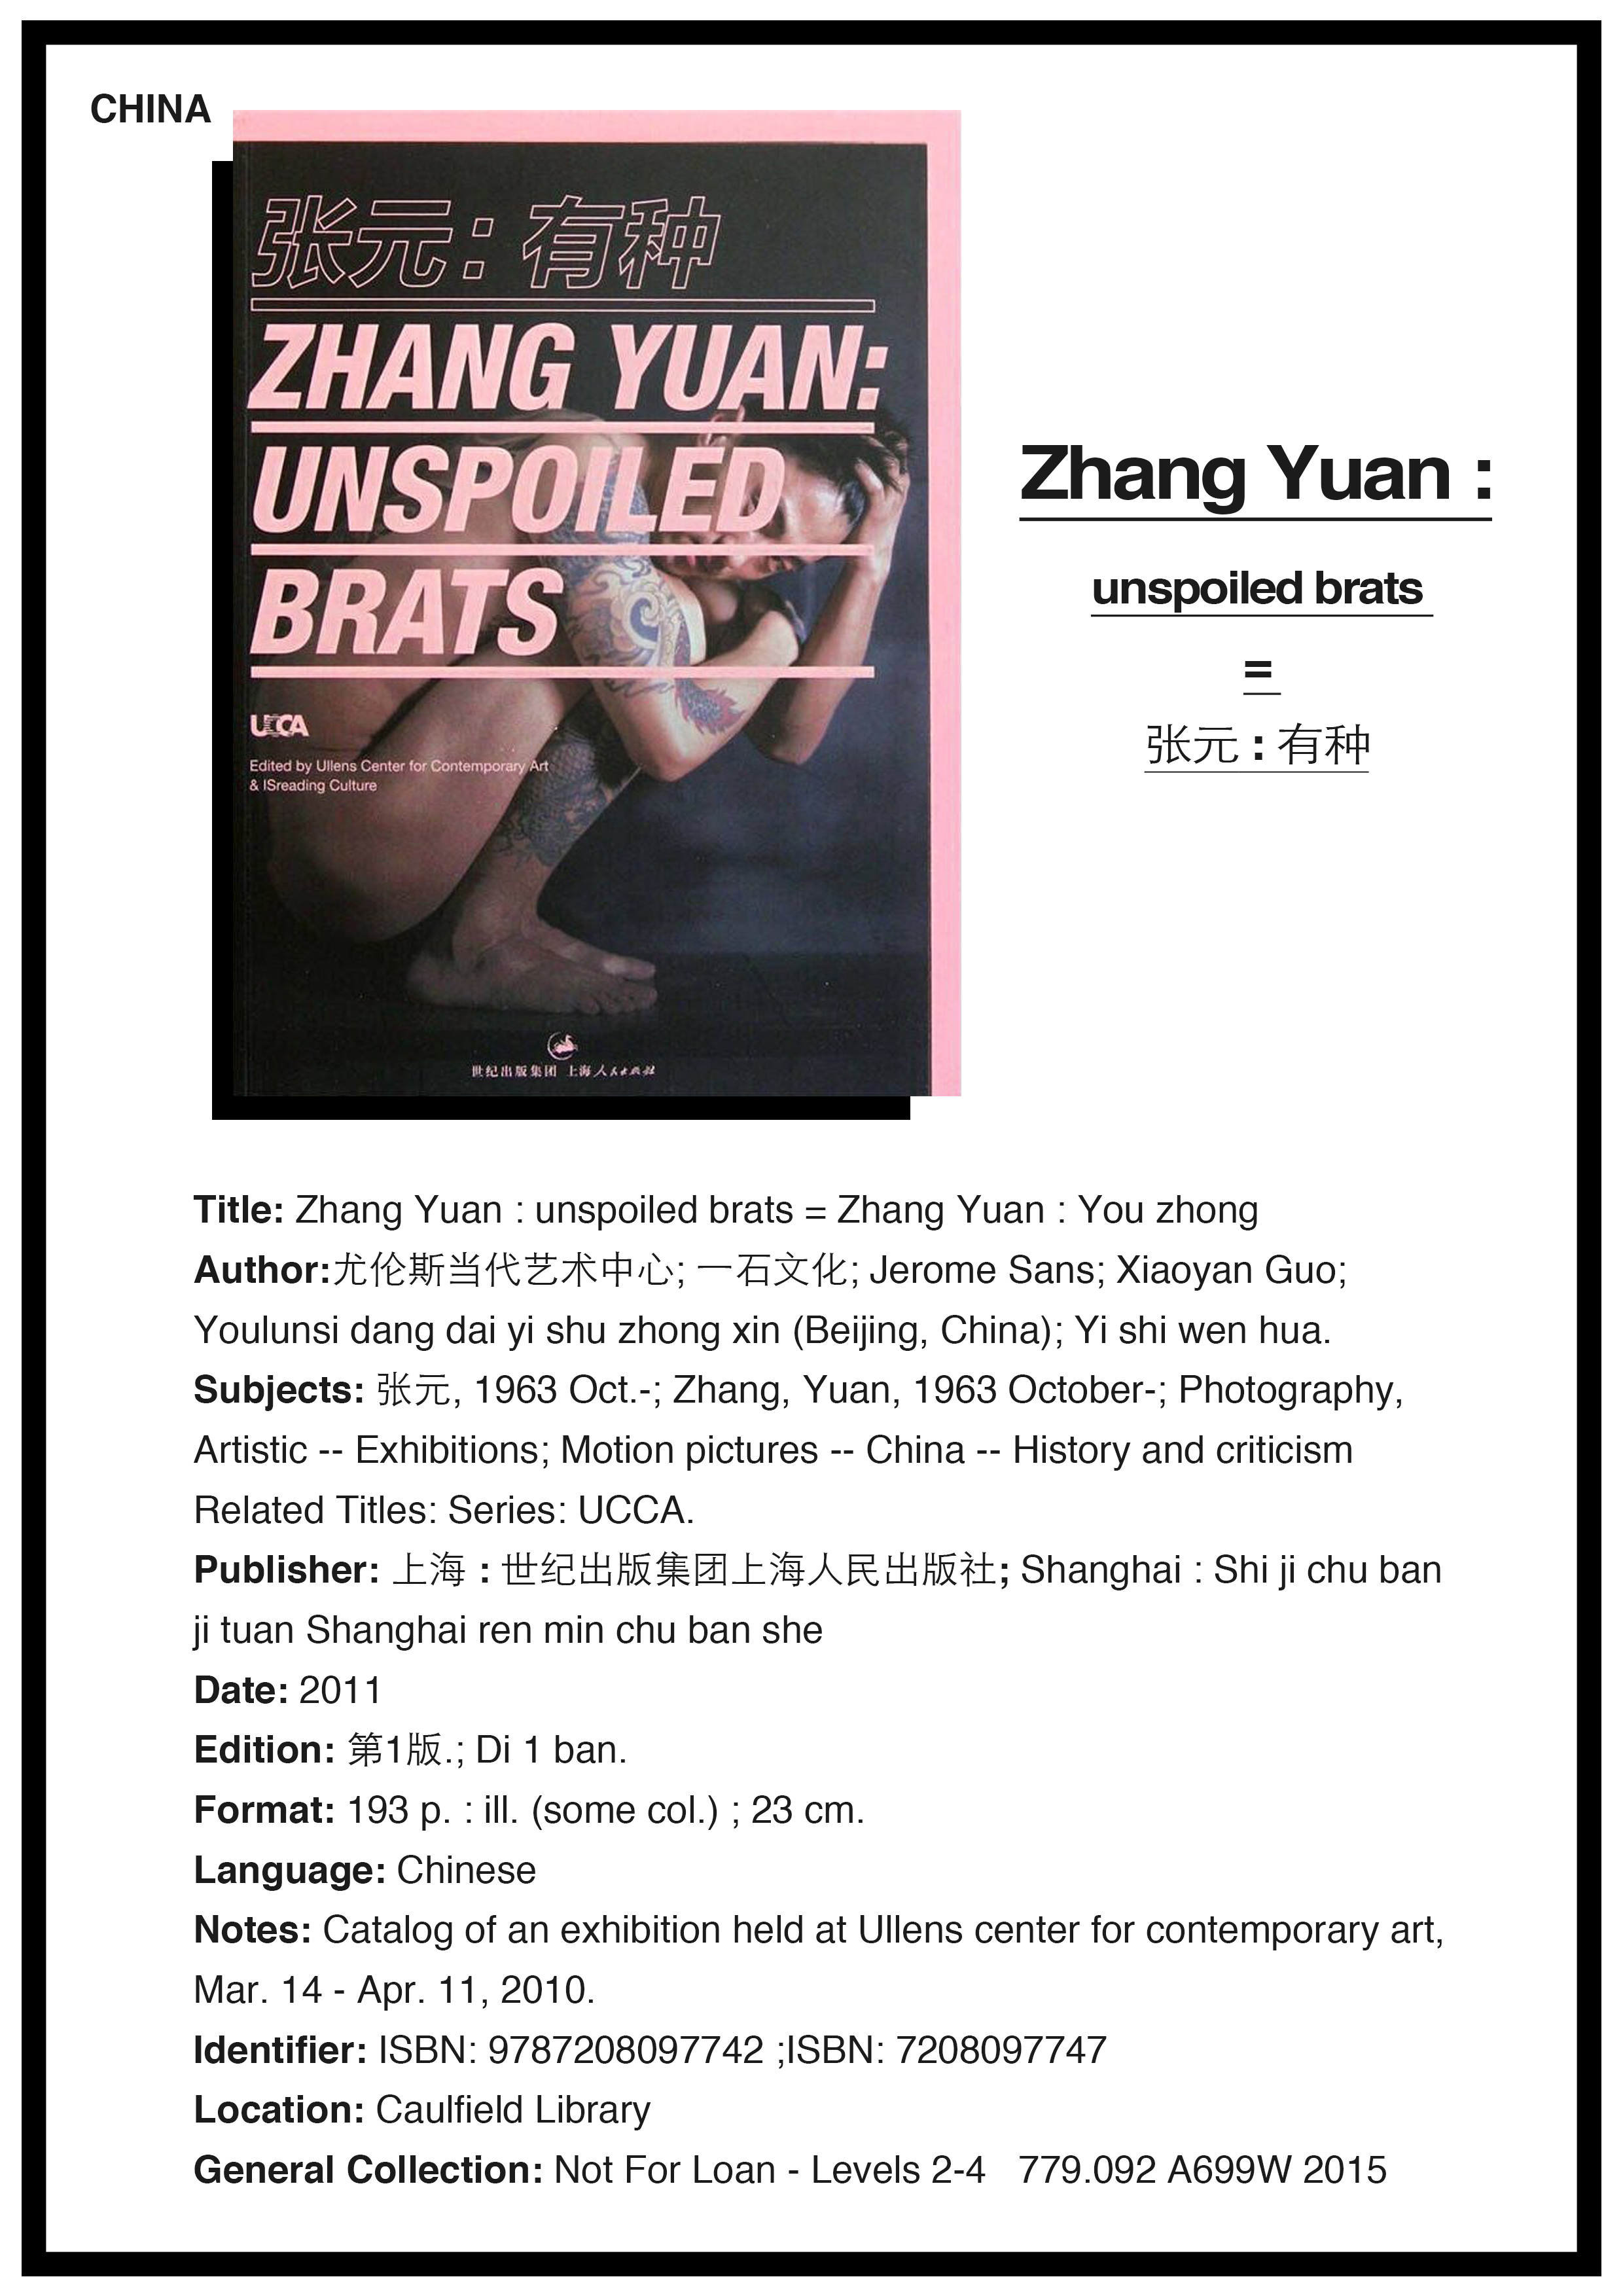 CHINA
张元：有种
ZHANG YUAN:
UNSPOILED
BRATS
UCCA
Edited by Ullens Center for Contemporary Art
& ISreading Culture
世纪出版集团 上海人民出版社
Zhang Yuan :
unspoiled brats
=
张元 : 有种
Title: Zhang Yuan : unspoiled brats = Zhang Yuan : You zhong
Author:尤伦斯当代艺术中心; 一石文化; Jerome Sans; Xiaoyan Guo;
Youlunsi dang dai yi shu zhong xin (Beijing, China); Yi shi wen hua.
Subjects: 张元, 1963 Oct.-; Zhang, Yuan, 1963 October-; Photography,
Artistic -- Exhibitions; Motion pictures -- China -- History and criticism
Related Titles: Series: UCCA.
Publisher: 上海 : 世纪出版集团上海人民出版社; Shanghai : Shi ji chu ban
ji tuan Shanghai ren min chu ban she
Date: 2011
Edition: 第1版.; Di 1 ban.
Format: 193 p. : ill. (some col.) ; 23 cm.
Language: Chinese
Notes: Catalog of an exhibition held at Ullens center for contemporary art,
Mar. 14 - Apr. 11, 2010.
Identifier: ISBN: 9787208097742 ;ISBN: 7208097747
Location: Caulfield Library
General Collection: Not For Loan - Levels 2-4 779.092 A699W 2015